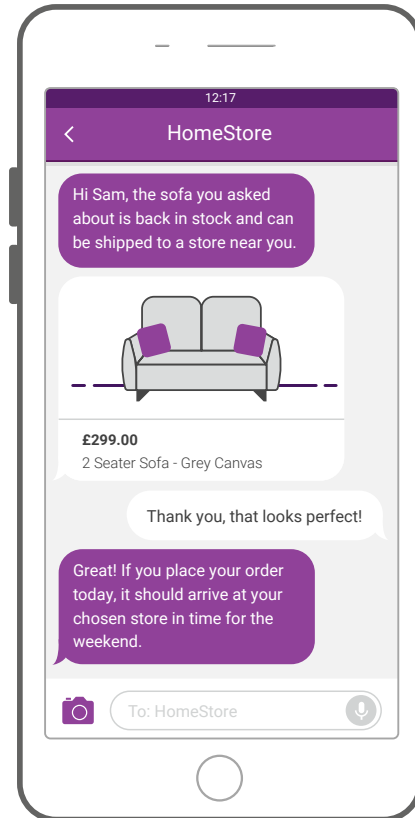 12:17
HomeStore
Hi Sam, the sofa you asked
about is back in stock and can
be shipped to a store near you.
£299.00
2 Seater Sofa - Grey Canvas
Thank you, that looks perfect!
Great! If you place your order
today, it should arrive at your
chosen store in time for the
weekend.
To: HomeStore